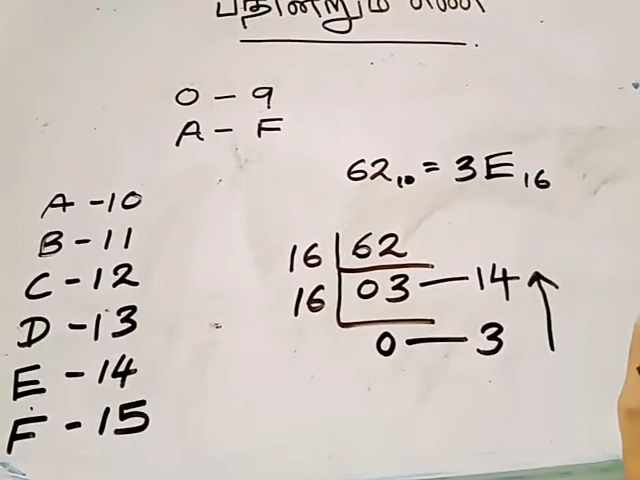 0 - 9
A - F
62₁₀ = 3E₁₆
A - 10
B - 11
C - 12
D - 13
E - 14
F - 15
16 | 62
16 | 03 — 14
0 — 3